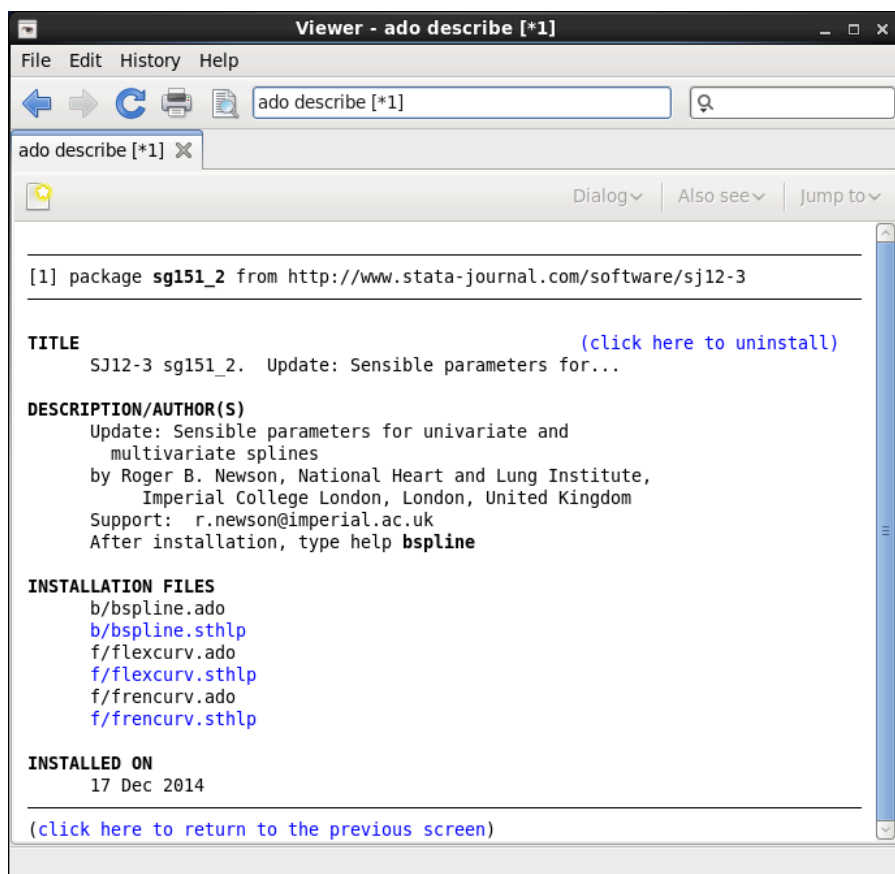 Viewer - ado describe [*1]
File Edit History Help
ado describe [*1]
ado describe [*1]
Dialog Also see Jump to
[1] package sg151_2 from http://www.stata-journal.com/software/sj12-3
TITLE (click here to uninstall)
SJ12-3 sg151_2. Update: Sensible parameters for...
DESCRIPTION/AUTHOR(S)
Update: Sensible parameters for univariate and
multivariate splines
by Roger B. Newson, National Heart and Lung Institute,
Imperial College London, London, United Kingdom
Support: r.newson@imperial.ac.uk
After installation, type help bspline
INSTALLATION FILES
b/bspline.ado
b/bspline.sthlp
f/flexcurv.ado
f/flexcurv.sthlp
f/frencurv.ado
f/frencurv.sthlp
INSTALLED ON
17 Dec 2014
(click here to return to the previous screen)